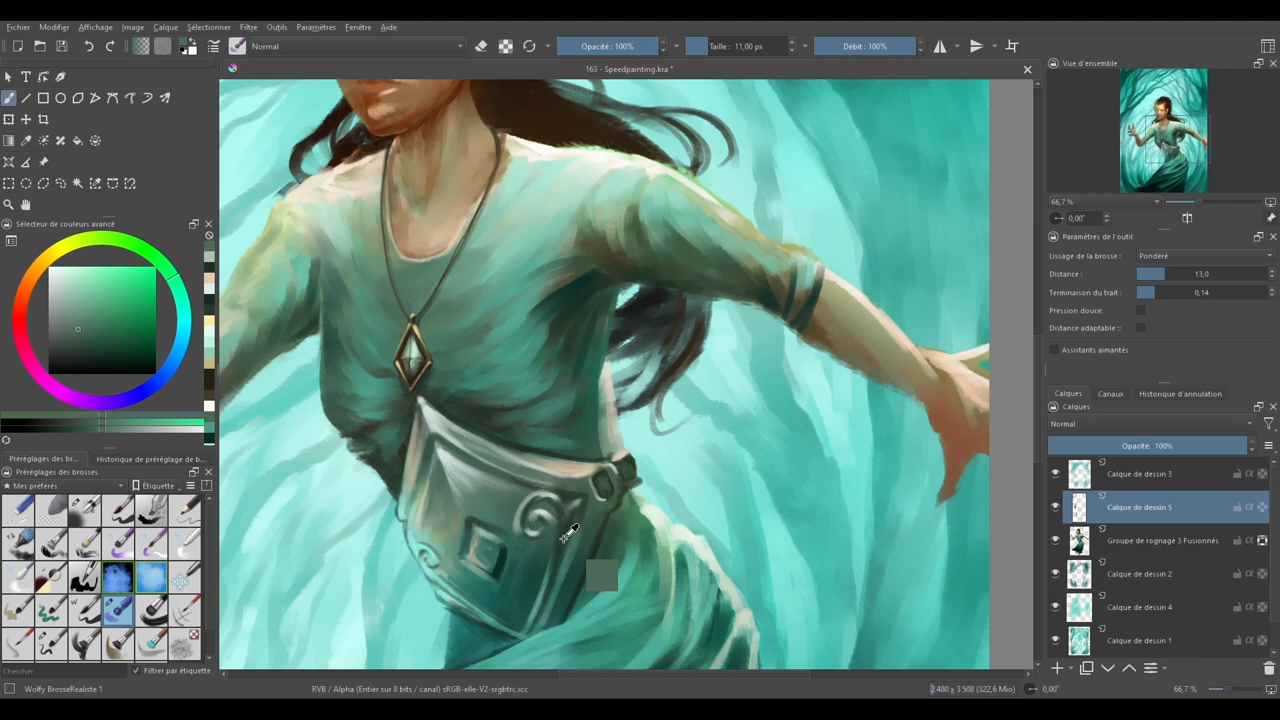 Fichier Modifier Affichage Image Calque Sélectionner Filtre Outils Paramètres Fenêtre Aide
Normal
Opacité : 100%
Taille : 11,00 px
Débit : 100%
163 - Speedpainting.kra *
Vue d'ensemble
66,7 %
0,00°
Sélecteur de couleurs avancé
Paramètres de l'outil
Lissage de la brosse : Pondéré
Distance : 13,0
Terminaison du trait : 0,14
Pression douce:
Distance adaptable ::
Assistants aimantés
Calques Canaux Historique d'annulation
Calques
Normal
Opacité: 100%
Calque de dessin 3
Calque de dessin 5
Groupe de rognage 3 Fusionnés
Calque de dessin 2
Calque de dessin 4
Calque de dessin 1
Préréglages des br... Historique de préréglage de b...
Préréglages des brosses
Mes préférés
Étiquette
Chercher
Filtrer par étiquette
Wolfy BrosseRealiste 1
RVB / Alpha (Entier sur 8 bits / canal) sRGB-elle-V2-srgbtrc.icc
2 480 x 3 508 (322,6 Mio)
0,00°
66,7 %